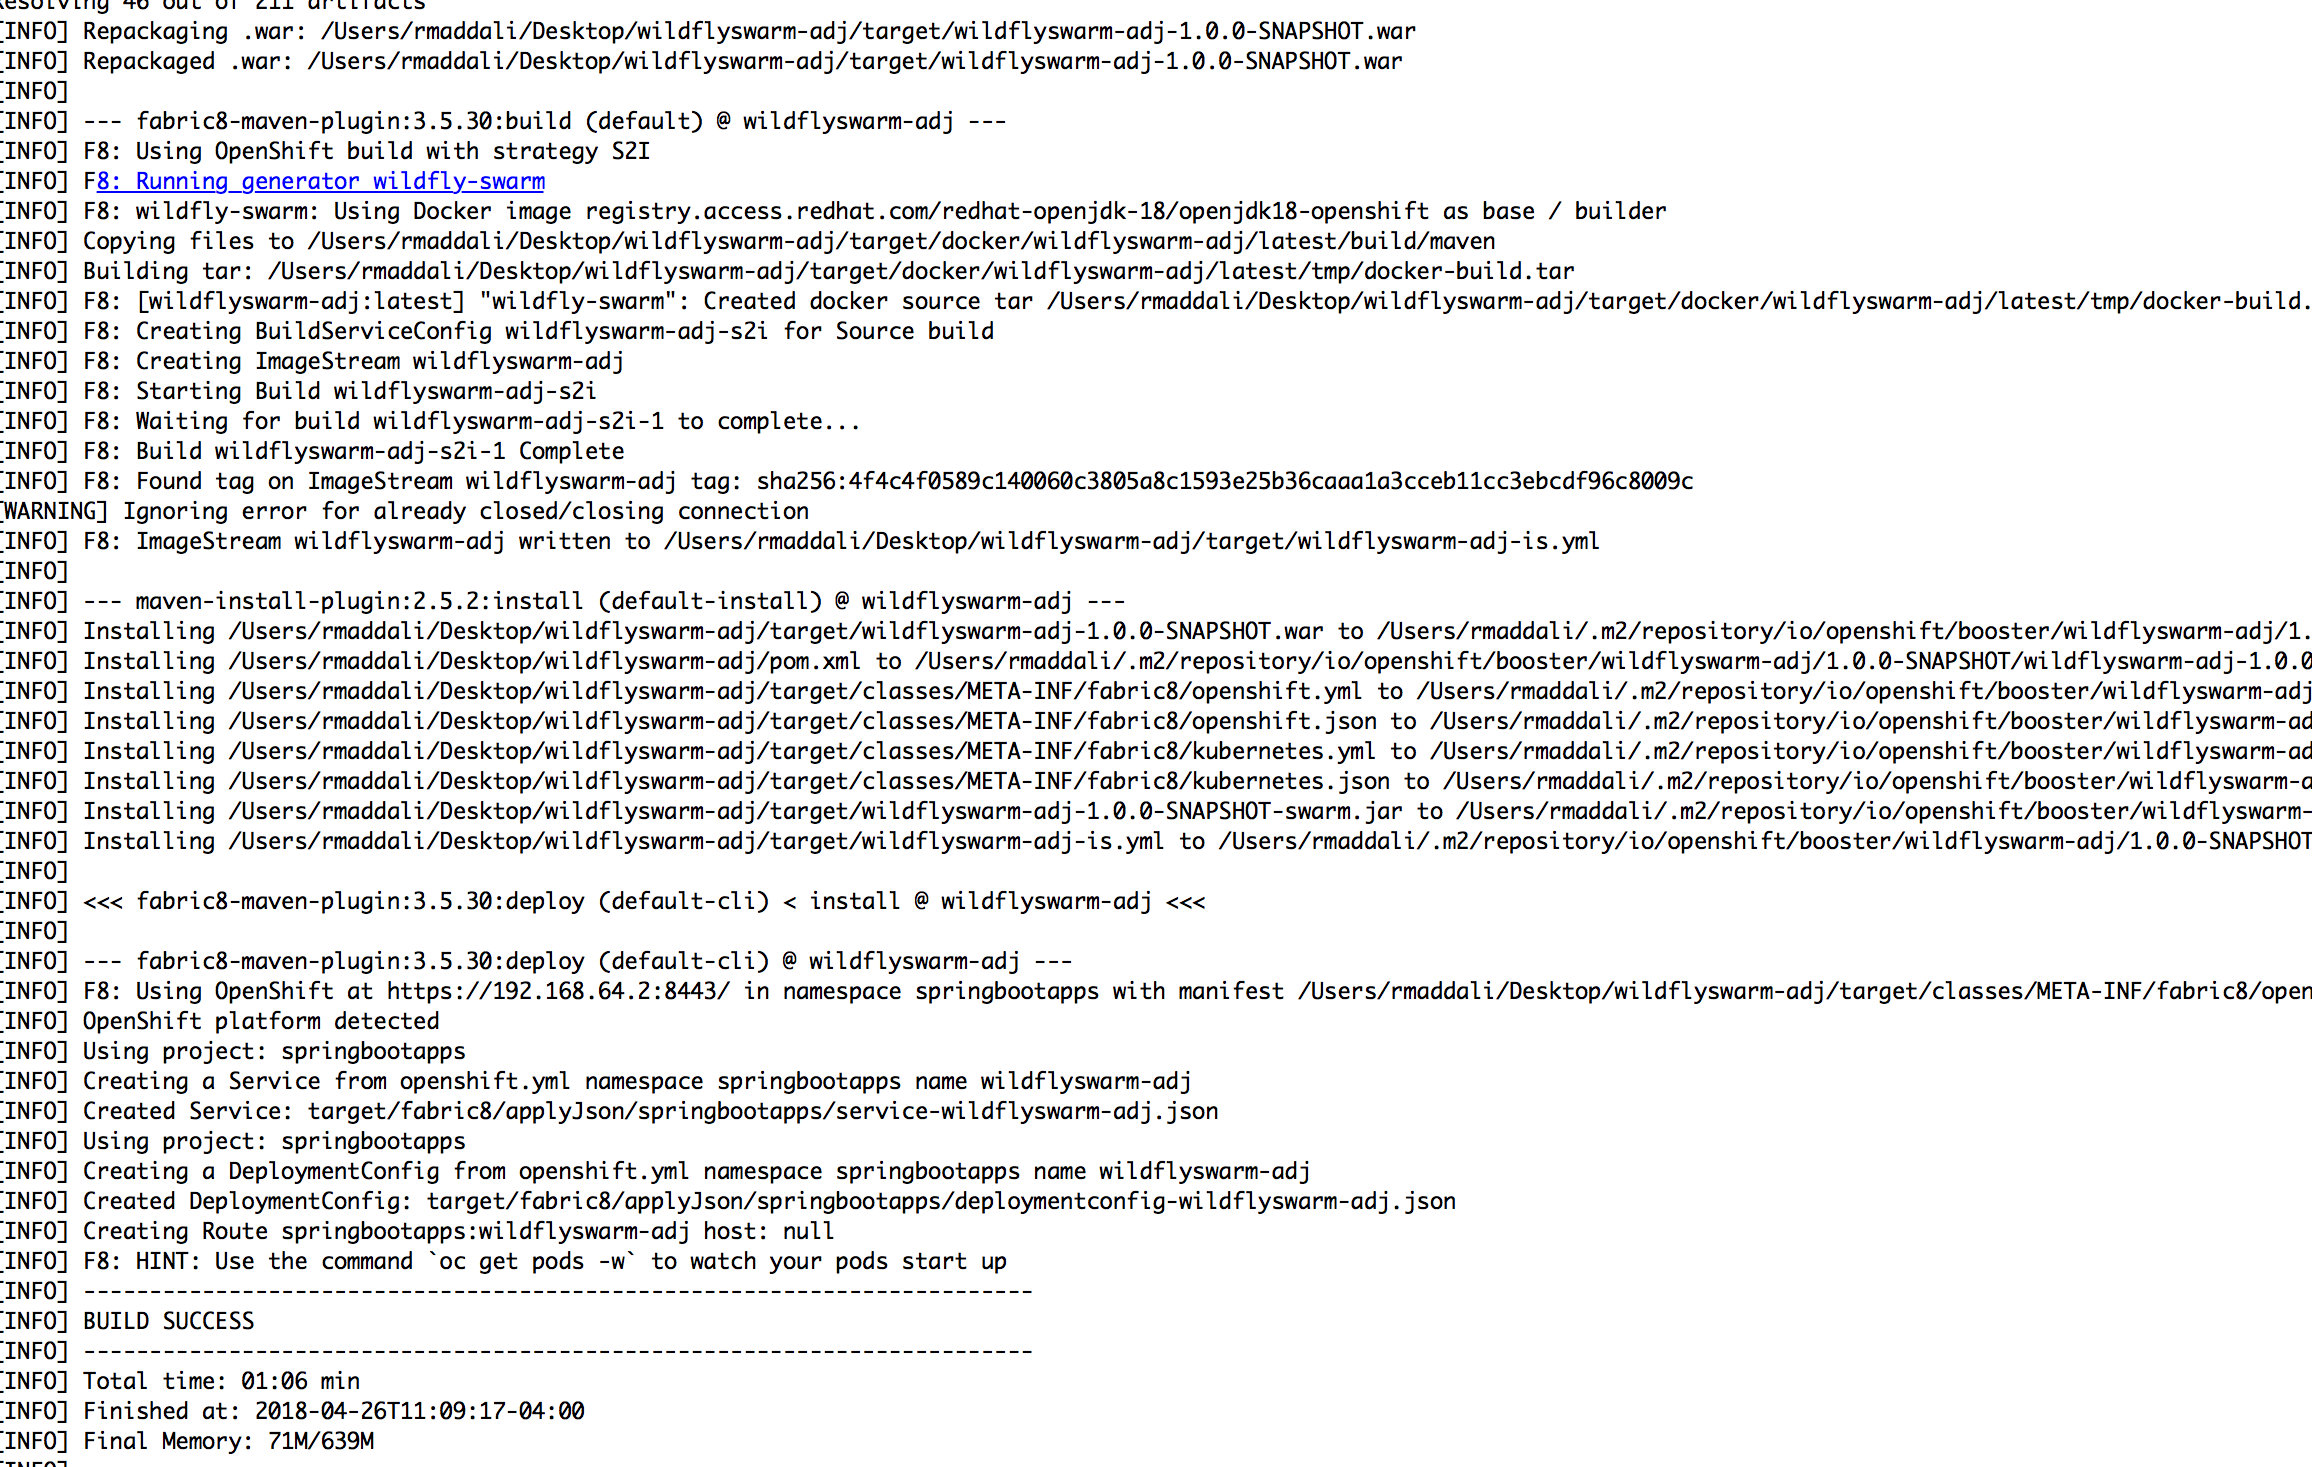 Resolving 46 out of 211 artifacts
[INFO] Repackaging .war: /Users/rmaddali/Desktop/wildflyswarm-adj/target/wildflyswarm-adj-1.0.0-SNAPSHOT.war
[INFO] Repackaged .war: /Users/rmaddali/Desktop/wildflyswarm-adj/target/wildflyswarm-adj-1.0.0-SNAPSHOT.war
[INFO]
[INFO] --- fabric8-maven-plugin:3.5.30:build (default) @ wildflyswarm-adj ---
[INFO] F8: Using OpenShift build with strategy S2I
[INFO] F8: Running generator wildfly-swarm
[INFO] F8: wildfly-swarm: Using Docker image registry.access.redhat.com/redhat-openjdk-18/openjdk18-openshift as base / builder
[INFO] Copying files to /Users/rmaddali/Desktop/wildflyswarm-adj/target/docker/wildflyswarm-adj/latest/build/maven
[INFO] Building tar: /Users/rmaddali/Desktop/wildflyswarm-adj/target/docker/wildflyswarm-adj/latest/tmp/docker-build.tar
[INFO] F8: [wildflyswarm-adj:latest] "wildfly-swarm": Created docker source tar /Users/rmaddali/Desktop/wildflyswarm-adj/target/docker/wildflyswarm-adj/latest/tmp/docker-build.
[INFO] F8: Creating BuildServiceConfig wildflyswarm-adj-s2i for Source build
[INFO] F8: Creating ImageStream wildflyswarm-adj
[INFO] F8: Starting Build wildflyswarm-adj-s2i
[INFO] F8: Waiting for build wildflyswarm-adj-s2i-1 to complete...
[INFO] F8: Build wildflyswarm-adj-s2i-1 Complete
[INFO] F8: Found tag on ImageStream wildflyswarm-adj tag: sha256:4f4c4f0589c140060c3805a8c1593e25b36caaa1a3cceb11cc3ebcdf96c8009c
[WARNING] Ignoring error for already closed/closing connection
[INFO] F8: ImageStream wildflyswarm-adj written to /Users/rmaddali/Desktop/wildflyswarm-adj/target/wildflyswarm-adj-is.yml
[INFO]
[INFO] --- maven-install-plugin:2.5.2:install (default-install) @ wildflyswarm-adj ---
[INFO] Installing /Users/rmaddali/Desktop/wildflyswarm-adj/target/wildflyswarm-adj-1.0.0-SNAPSHOT.war to /Users/rmaddali/.m2/repository/io/openshift/booster/wildflyswarm-adj/1.
[INFO] Installing /Users/rmaddali/Desktop/wildflyswarm-adj/pom.xml to /Users/rmaddali/.m2/repository/io/openshift/booster/wildflyswarm-adj/1.0.0-SNAPSHOT/wildflyswarm-adj-1.0.0
[INFO] Installing /Users/rmaddali/Desktop/wildflyswarm-adj/target/classes/META-INF/fabric8/openshift.yml to /Users/rmaddali/.m2/repository/io/openshift/booster/wildflyswarm-adj
[INFO] Installing /Users/rmaddali/Desktop/wildflyswarm-adj/target/classes/META-INF/fabric8/openshift.json to /Users/rmaddali/.m2/repository/io/openshift/booster/wildflyswarm-ad
[INFO] Installing /Users/rmaddali/Desktop/wildflyswarm-adj/target/classes/META-INF/fabric8/kubernetes.yml to /Users/rmaddali/.m2/repository/io/openshift/booster/wildflyswarm-ad
[INFO] Installing /Users/rmaddali/Desktop/wildflyswarm-adj/target/classes/META-INF/fabric8/kubernetes.json to /Users/rmaddali/.m2/repository/io/openshift/booster/wildflyswarm-a
[INFO] Installing /Users/rmaddali/Desktop/wildflyswarm-adj/target/wildflyswarm-adj-1.0.0-SNAPSHOT-swarm.jar to /Users/rmaddali/.m2/repository/io/openshift/booster/wildflyswarm-
[INFO] Installing /Users/rmaddali/Desktop/wildflyswarm-adj/target/wildflyswarm-adj-is.yml to /Users/rmaddali/.m2/repository/io/openshift/booster/wildflyswarm-adj/1.0.0-SNAPSHOT
[INFO]
[INFO] <<< fabric8-maven-plugin:3.5.30:deploy (default-cli) < install @ wildflyswarm-adj <<<
[INFO]
[INFO] --- fabric8-maven-plugin:3.5.30:deploy (default-cli) @ wildflyswarm-adj ---
[INFO] F8: Using OpenShift at https://192.168.64.2:8443/ in namespace springbootapps with manifest /Users/rmaddali/Desktop/wildflyswarm-adj/target/classes/META-INF/fabric8/open
[INFO] OpenShift platform detected
[INFO] Using project: springbootapps
[INFO] Creating a Service from openshift.yml namespace springbootapps name wildflyswarm-adj
[INFO] Created Service: target/fabric8/applyJson/springbootapps/service-wildflyswarm-adj.json
[INFO] Using project: springbootapps
[INFO] Creating a DeploymentConfig from openshift.yml namespace springbootapps name wildflyswarm-adj
[INFO] Created DeploymentConfig: target/fabric8/applyJson/springbootapps/deploymentconfig-wildflyswarm-adj.json
[INFO] Creating Route springbootapps:wildflyswarm-adj host: null
[INFO] F8: HINT: Use the command `oc get pods -w` to watch your pods start up
[INFO] ------------------------------------------------------------------------
[INFO] BUILD SUCCESS
[INFO] ------------------------------------------------------------------------
[INFO] Total time: 01:06 min
[INFO] Finished at: 2018-04-26T11:09:17-04:00
[INFO] Final Memory: 71M/639M
[INFO]